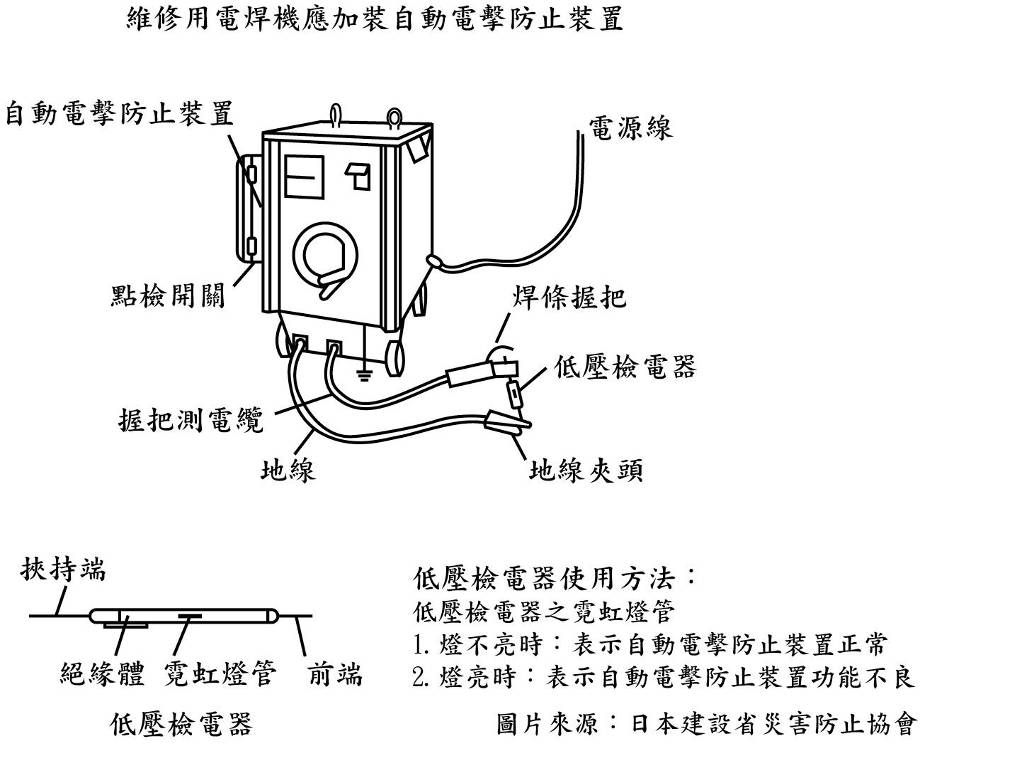 維修用電焊機應加裝自動電擊防止裝置
自動電擊防止裝置
電源線
點檢開關
焊條握把
低壓檢電器
握把測電纜
地線
地線夾頭
挾持端
絕緣體
霓虹燈管
前端
低壓檢電器
低壓檢電器使用方法：
低壓檢電器之霓虹燈管
1. 燈不亮時：表示自動電擊防止裝置正常
2. 燈亮時：表示自動電擊防止裝置功能不良
圖片來源：日本建設省災害防止協會